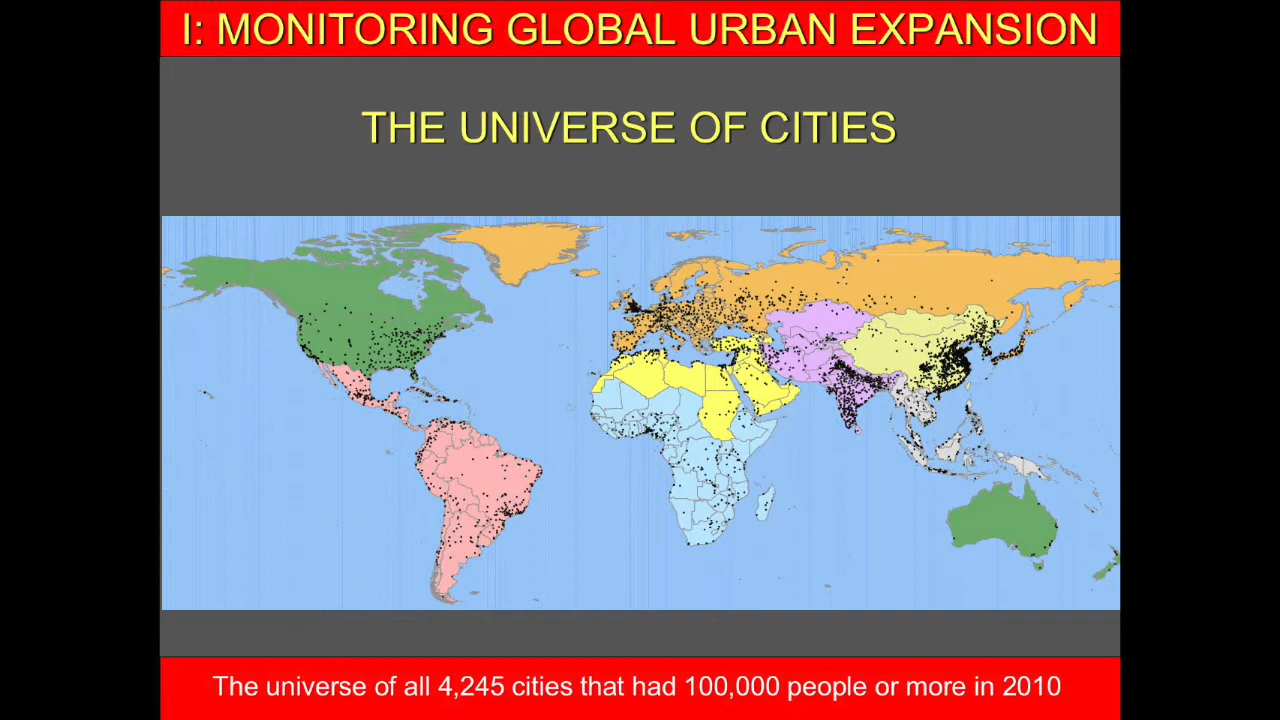 I: MONITORING GLOBAL URBAN EXPANSION
THE UNIVERSE OF CITIES
The universe of all 4,245 cities that had 100,000 people or more in 2010